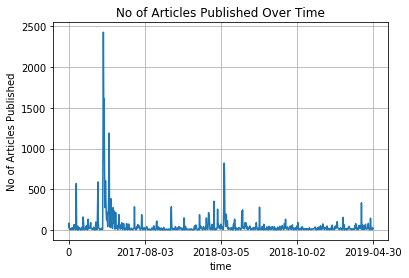 No of Articles Published Over Time
2500
2000
1500
1000
500
0
No of Articles Published
0 2017-08-03 2018-03-05 2018-10-02 2019-04-30
time